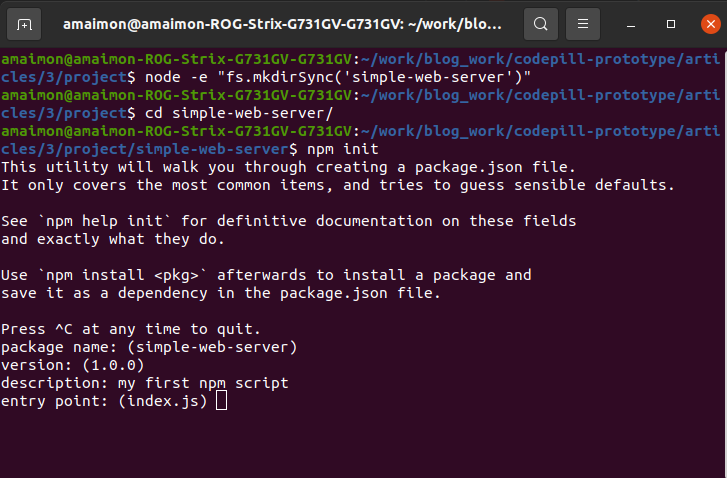 amaimon@amaimon-ROG-Strix-G731GV-G731GV: ~/work/blo...
amaimon@amaimon-ROG-Strix-G731GV-G731GV:~/work/blog_work/codepill-prototype/arti
cles/3/project$ node -e "fs.mkdirSync('simple-web-server')"
amaimon@amaimon-ROG-Strix-G731GV-G731GV:~/work/blog_work/codepill-prototype/arti
cles/3/project$ cd simple-web-server/
amaimon@amaimon-ROG-Strix-G731GV-G731GV:~/work/blog_work/codepill-prototype/arti
cles/3/project/simple-web-server$ npm init
This utility will walk you through creating a package.json file.
It only covers the most common items, and tries to guess sensible defaults.

See `npm help init` for definitive documentation on these fields
and exactly what they do.

Use `npm install <pkg>` afterwards to install a package and
save it as a dependency in the package.json file.

Press ^C at any time to quit.
package name: (simple-web-server)
version: (1.0.0)
description: my first npm script
entry point: (index.js)